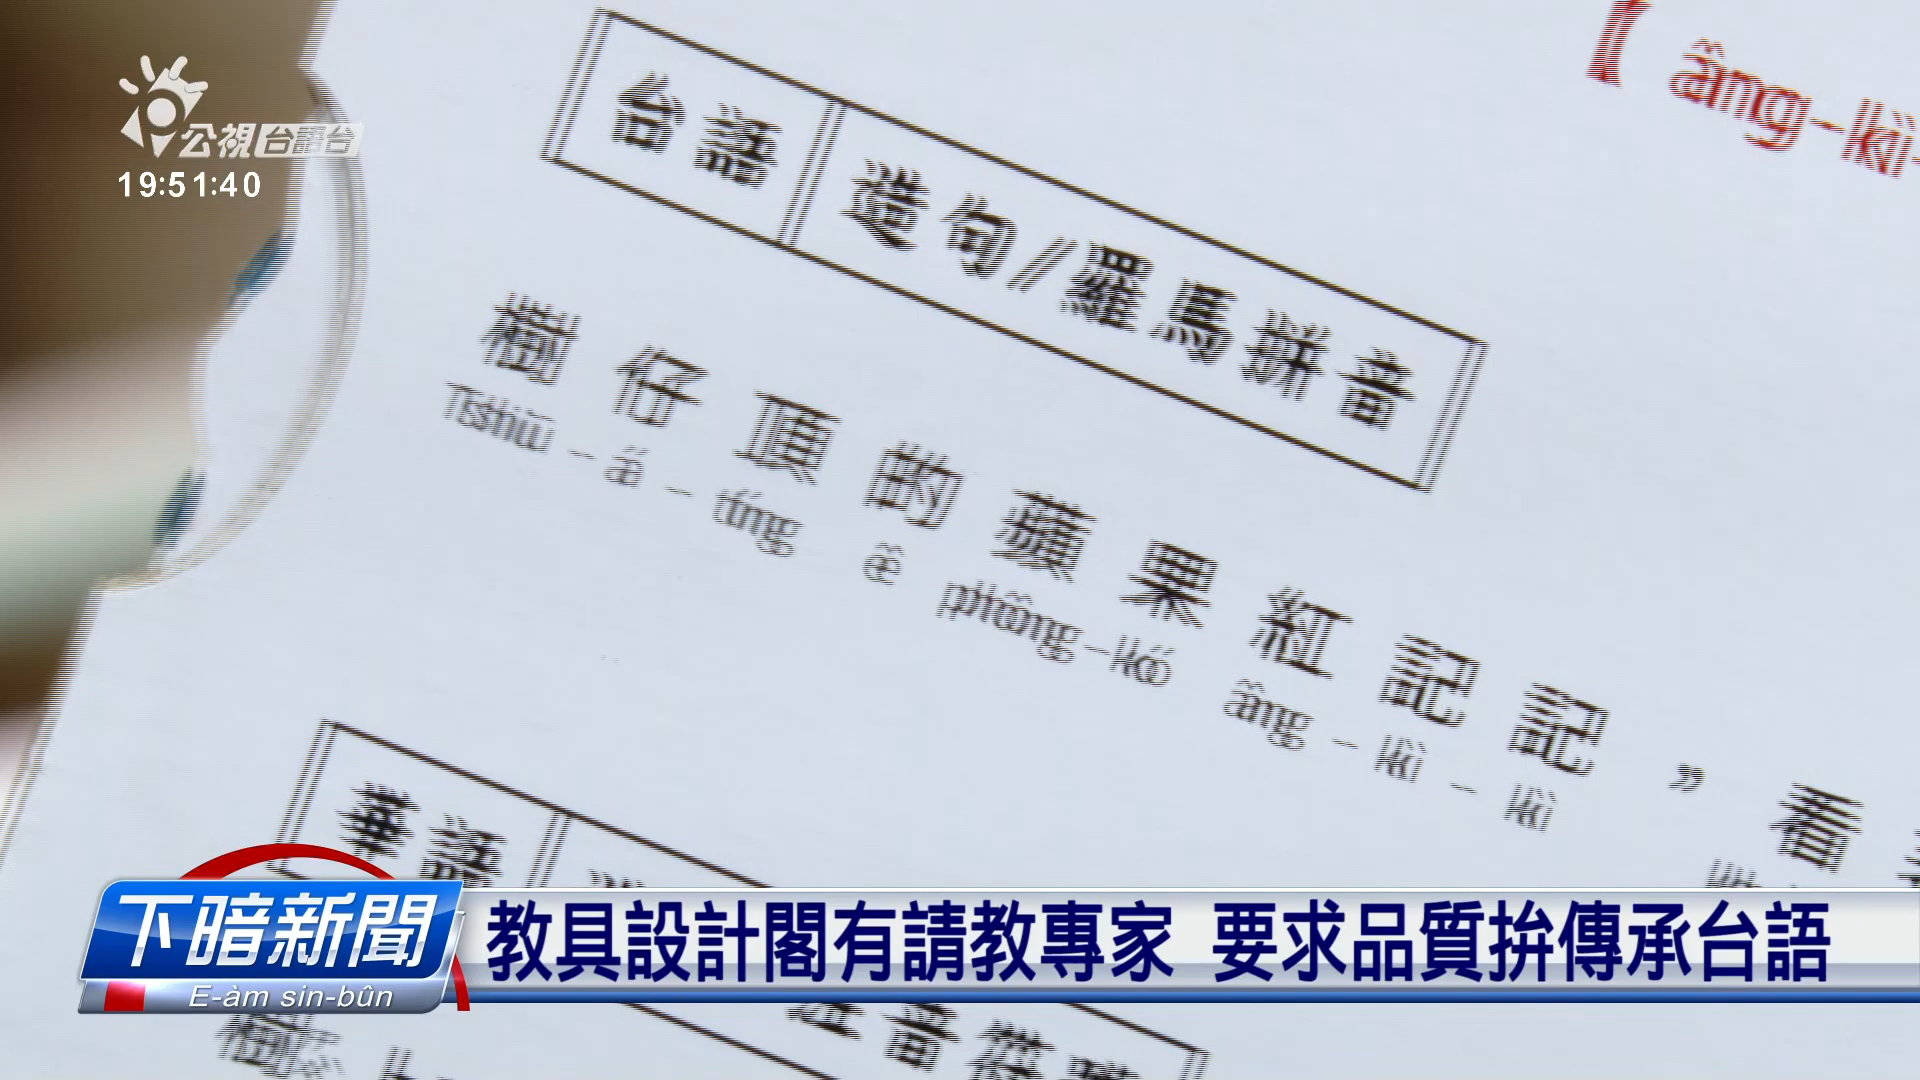 公視台語台
19:51:40
【âng-kì-
台語 造句/羅馬拼音
樹仔頂的蘋果紅記記，看
Tshiū-á-tíng ê phông-kó âng-kì-kì
華語
下暗新聞
E-àm sin-bûn
教具設計閣有請教專家 要求品質拚傳承台語